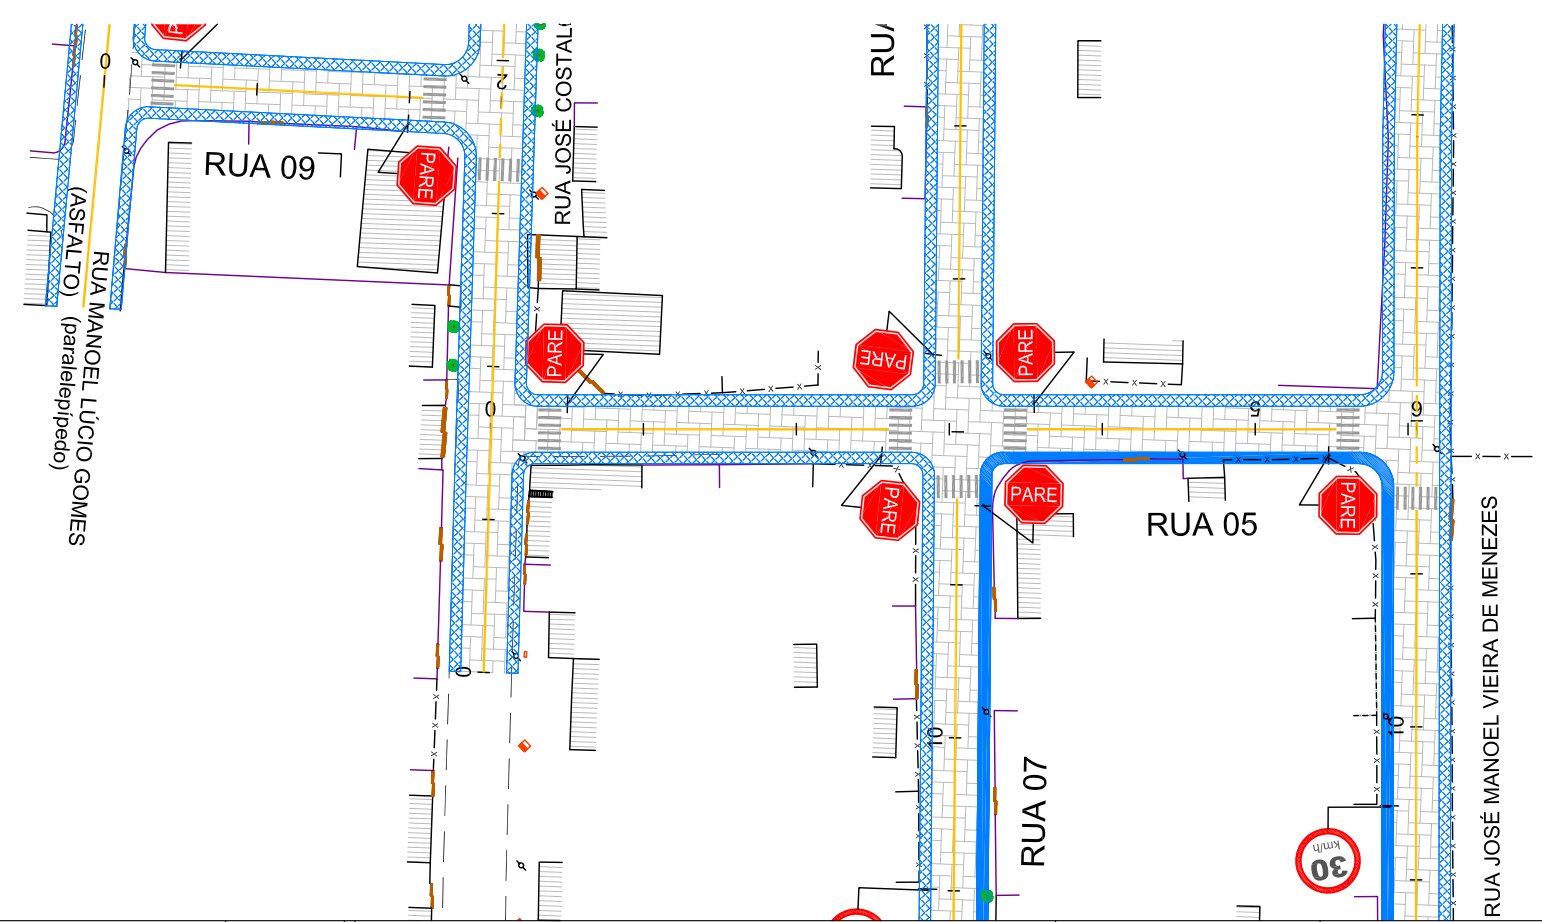 RUA
RUA JOSÉ COSTAL
0
2
RUA 09
PARE
RUA MANOEL LÚCIO GOMES
(ASFALTO) (paralelepípedo)
PARE
PARE
PARE
0
5
6
PARE
PARE
PARE
RUA 05
RUA JOSÉ MANOEL VIEIRA DE MENEZES
0
10
10
RUA 07
30
km/h